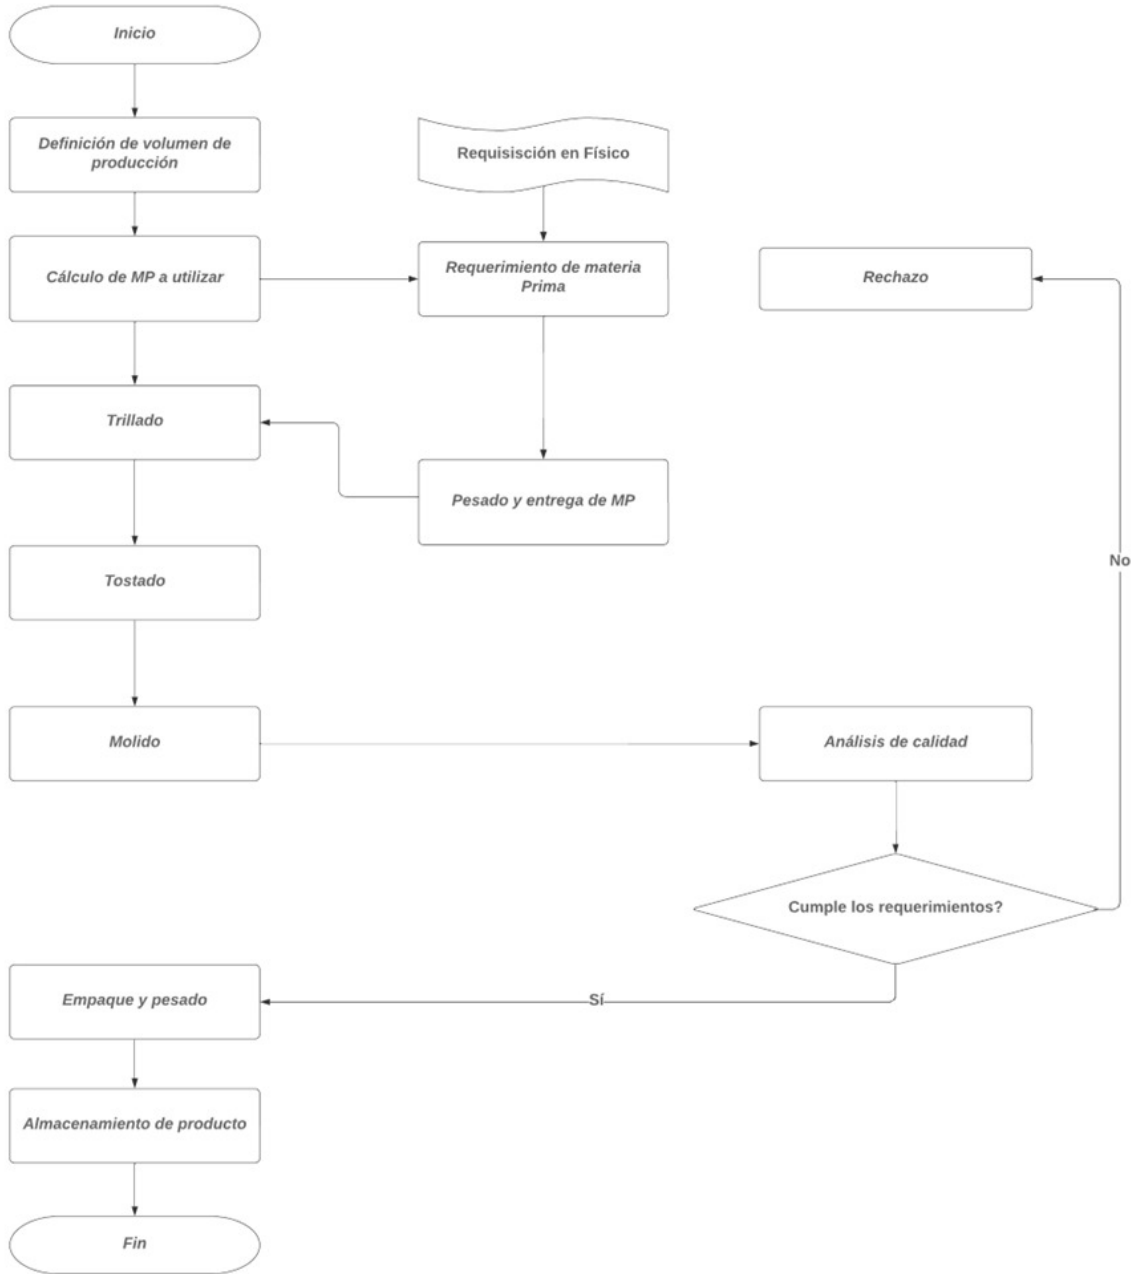 Inicio
Definición de volumen de
producción
Requisisción en Físico
Cálculo de MP a utilizar
Requerimiento de materia
Prima
Rechazo
Trillado
Pesado y entrega de MP
Tostado
No
Molido
Análisis de calidad
Cumple los requerimientos?
Empaque y pesado
Sí
Almacenamiento de producto
Fin